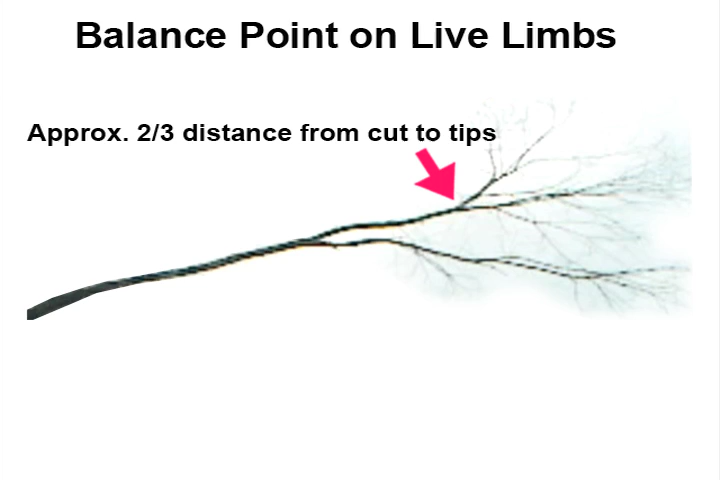 Balance Point on Live Limbs
Approx. 2/3 distance from cut to tips